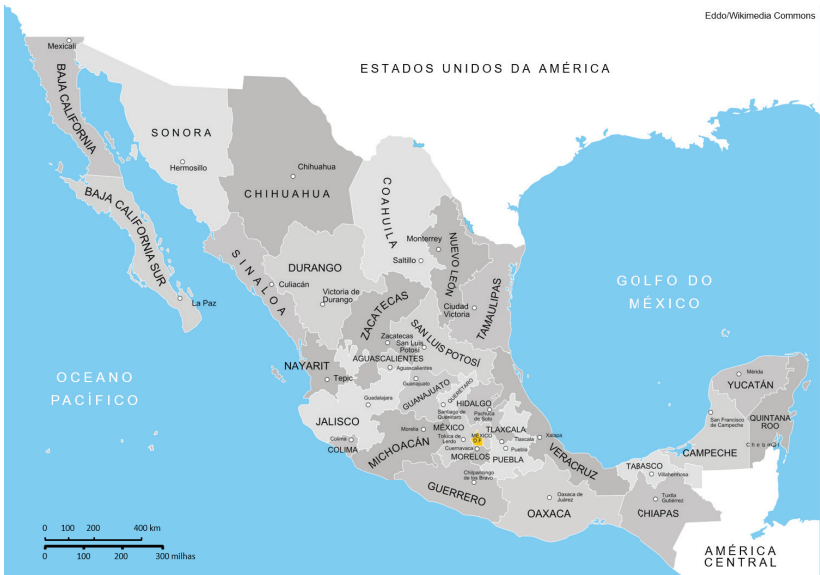 Eddo/Wikimedia Commons
Mexicali
ESTADOS UNIDOS DA AMÉRICA
BAJA CALIFORNIA
SONORA
Hermosillo
Chihuahua
CHIHUAHUA
COAHUILA
BAJA CALIFORNIA SUR
La Paz
SINALOA
Culiacán
DURANGO
Victoria de
Durango
Monterrey
Saltillo
NUEVO LEÓN
Ciudad
Victoria
TAMAULIPAS
GOLFO DO
MÉXICO
ZACATECAS
Zacatecas
San Luis
Potosí
SAN LUIS POTOSÍ
AGUASCALIENTES
Aguascalientes
NAYARIT
Tepic
OCEANO
PACÍFICO
Guanajuato
GUANAJUATO
QUERÉTARO
Santiago de
Querétaro
HIDALGO
Pachuca
de Soto
Guadalajara
JALISCO
Colima
COLIMA
Morelia
MICHOACÁN
MÉXICO
Toluca de
Lerdo
MÉXICO
D.F.
TLAXCALA
Tlaxcala
Xalapa
Cuernavaca
MORELOS
Puebla
PUEBLA
VERACRUZ
Chilpancingo
de los Bravo
GUERRERO
Oaxaca de
Juárez
OAXACA
Mérida
YUCATÁN
San Francisco
de Campeche
QUINTANA
ROO
Chetumal
CAMPECHE
TABASCO
Villahermosa
Tuxtla
Gutiérrez
CHIAPAS
AMÉRICA
CENTRAL
0 100 200 400 km
0 100 200 300 milhas